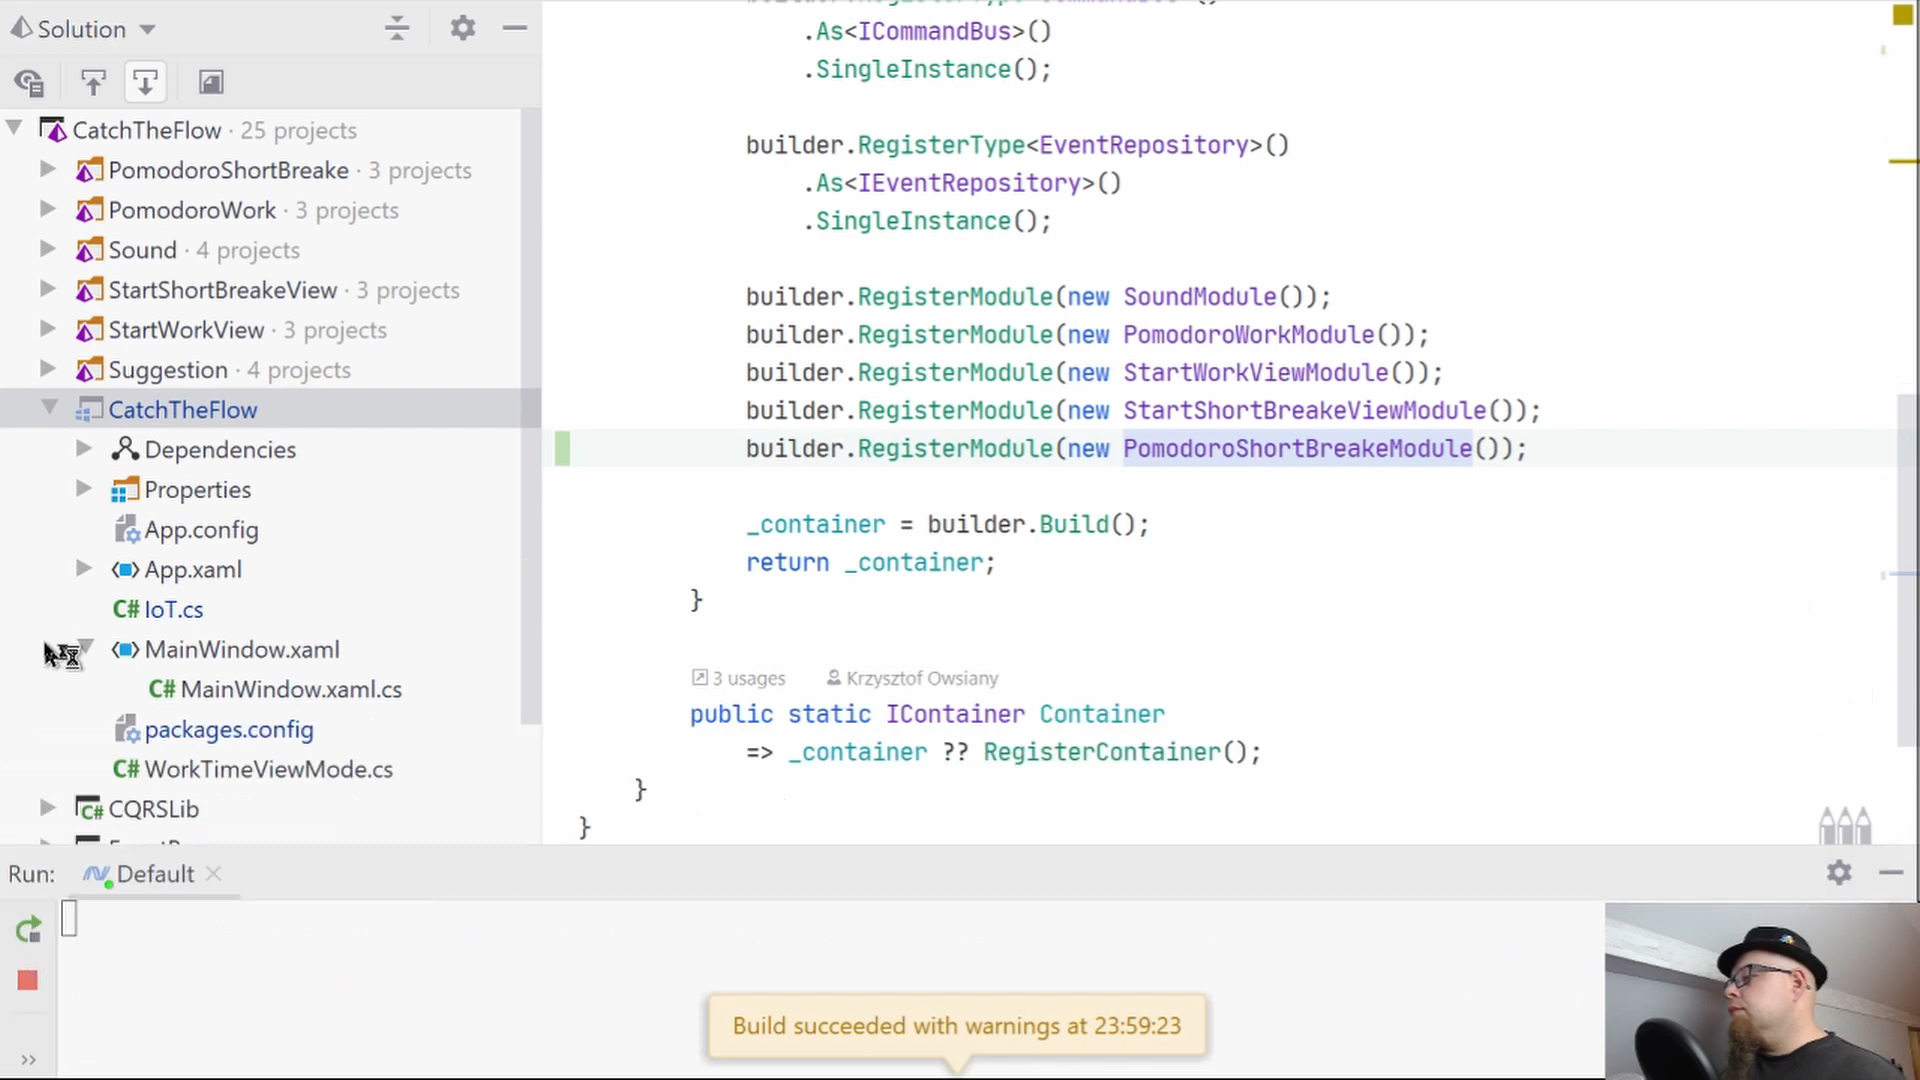 Solution
CatchTheFlow · 25 projects
PomodoroShortBreake · 3 projects
PomodoroWork · 3 projects
Sound · 4 projects
StartShortBreakeView · 3 projects
StartWorkView · 3 projects
Suggestion · 4 projects
CatchTheFlow
Dependencies
Properties
App.config
App.xaml
C# IoT.cs
MainWindow.xaml
C# MainWindow.xaml.cs
packages.config
C# WorkTimeViewMode.cs
C# CQRSLib
.As<ICommandBus>()
.SingleInstance();
builder.RegisterType<EventRepository>()
.As<IEventRepository>()
.SingleInstance();
builder.RegisterModule(new SoundModule());
builder.RegisterModule(new PomodoroWorkModule());
builder.RegisterModule(new StartWorkViewModule());
builder.RegisterModule(new StartShortBreakeViewModule());
builder.RegisterModule(new PomodoroShortBreakeModule());
_container = builder.Build();
return _container;
}
3 usages Krzysztof Owsiany
public static IContainer Container
=> _container ?? RegisterContainer();
}
}
Run: Default
Build succeeded with warnings at 23:59:23